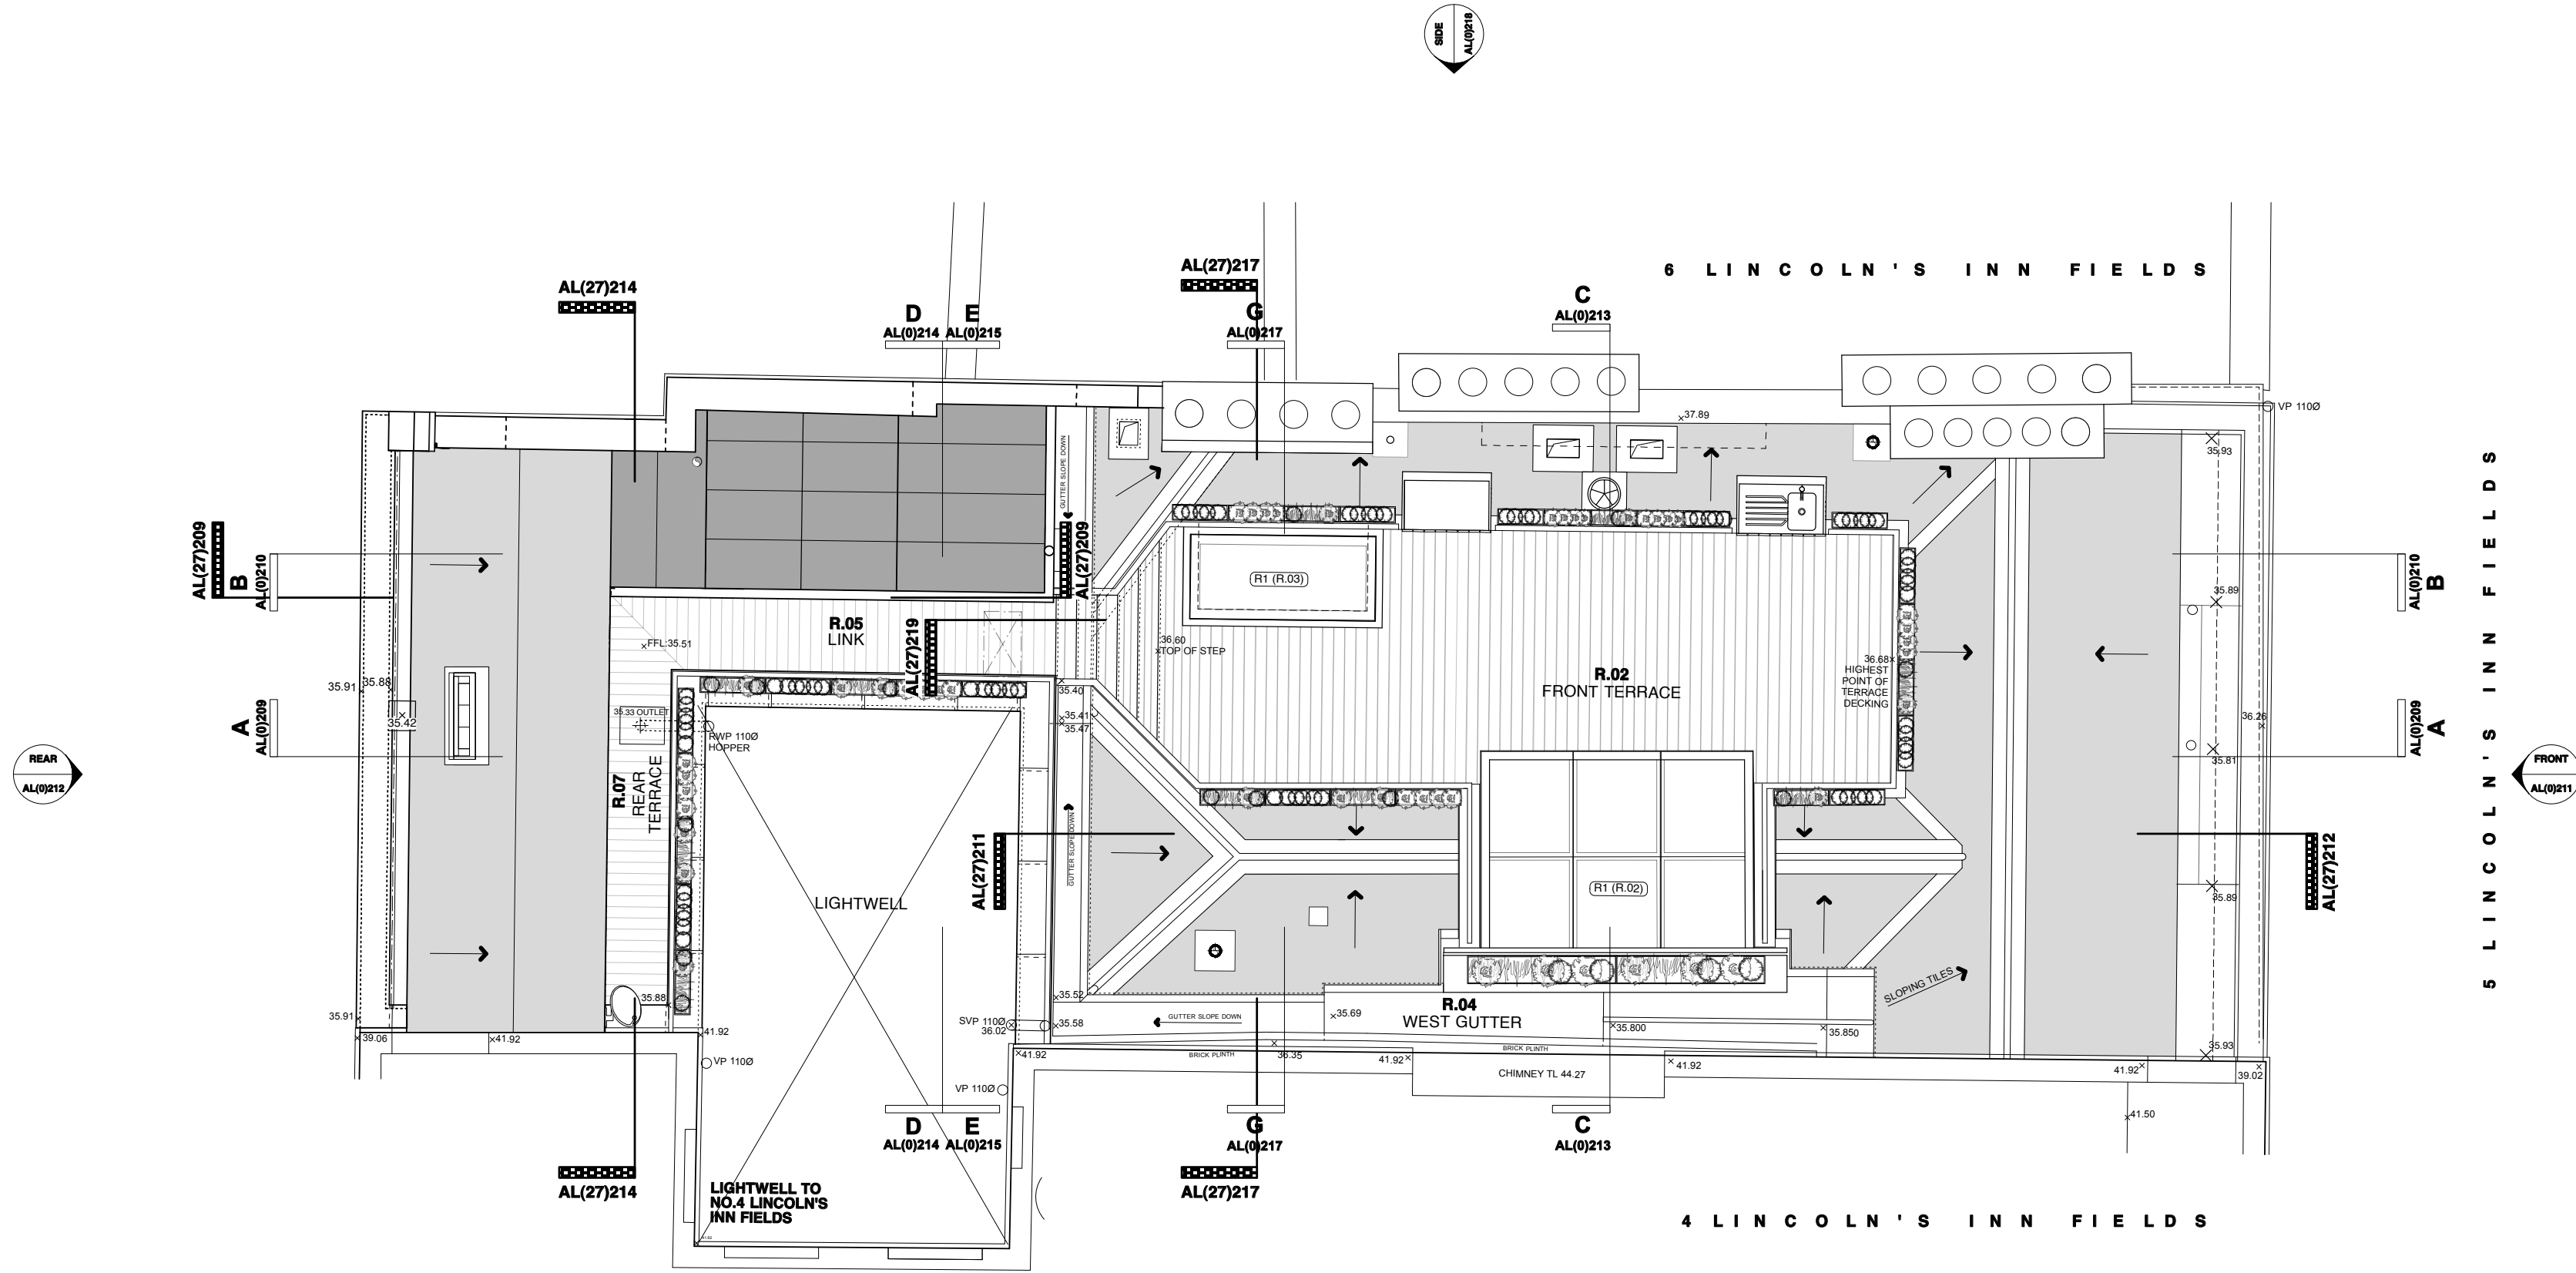 SIDE
AL(0)218
6 LINCOLN'S INN FIELDS
AL(27)217
AL(27)214
C
AL(0)213
D
AL(0)214
E
AL(0)215
G
AL(0)217
37.89
VP 110Ø
35.93
GUTTER SLOPE DOWN
AL(27)209
B
AL(0)210
AL(27)209
R1 (R.03)
B
AL(0)210
35.89
R.05
LINK
FFL:35.51
AL(27)219
36.60
TOP OF STEP
R.02
FRONT TERRACE
36.68
HIGHEST
POINT OF
TERRACE
DECKING
35.91
35.88
35.42
35.40
35.41
35.47
35.33 OUTLET
RWP 110Ø
HOPPER
A
AL(0)209
36.26
35.81
A
AL(0)209
REAR
AL(0)212
FRONT
AL(0)211
5 LINCOLN'S INN FIELDS
R.07
REAR
TERRACE
GUTTER SLOPE DOWN
AL(27)211
AL(27)212
LIGHTWELL
R1 (R.02)
35.89
SLOPING TILES
35.91
35.88
35.52
SVP 110Ø
36.02
35.58
GUTTER SLOPE DOWN
35.69
R.04
WEST GUTTER
35.800
35.850
39.06
41.92
41.92
41.92
BRICK PLINTH
36.35
BRICK PLINTH
41.92
41.92
35.93
41.92
39.02
CHIMNEY TL 44.27
VP 110Ø
VP 110Ø
41.50
D
AL(0)214
E
AL(0)215
G
AL(0)217
C
AL(0)213
AL(27)214
AL(27)217
LIGHTWELL TO
NO.4 LINCOLN'S
INN FIELDS
4 LINCOLN'S INN FIELDS